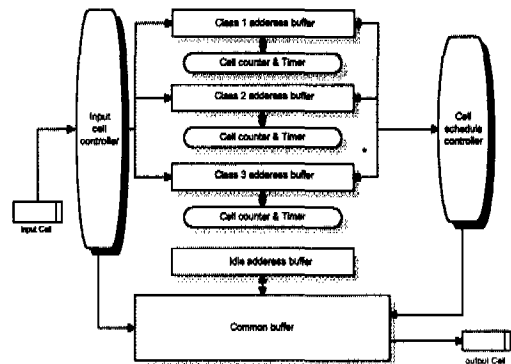 Class 1 adderess buffer
Cell counter & Timer
Class 2 adderess buffer
Cell counter & Timer
Class 3 adderess buffer
Cell counter & Timer
Idle adderess buffer
Common buffer
Input
cell
controller
Cell
schedule
controller
Input Cell
output Cell